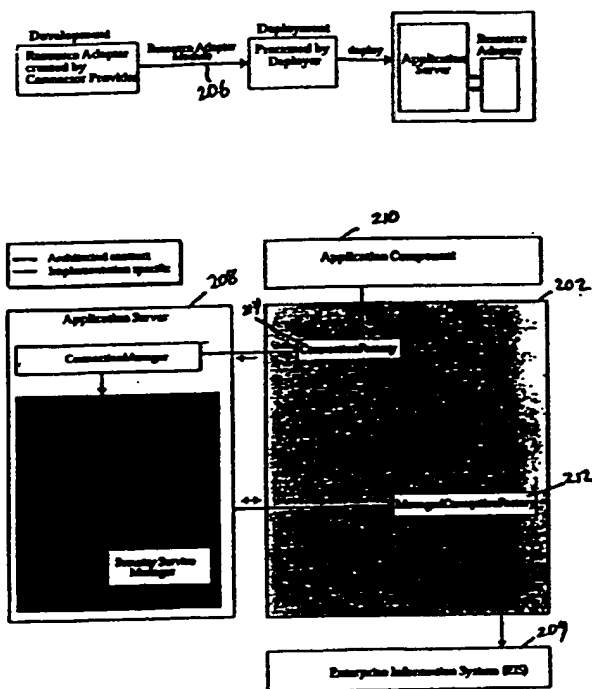 Development
Resource Adapter
created by
Connector Provider
Resource Adapter
Module
206
Deployment
Processed by
Deployer
deploy
Application
Server
Resource
Adapter
Architected contract
Implementation specific
210
Application Component
208
202
Application Server
ConnectionManager
ConnectionFactory
212
Security Service
Manager
204
Enterprise Information System (EIS)